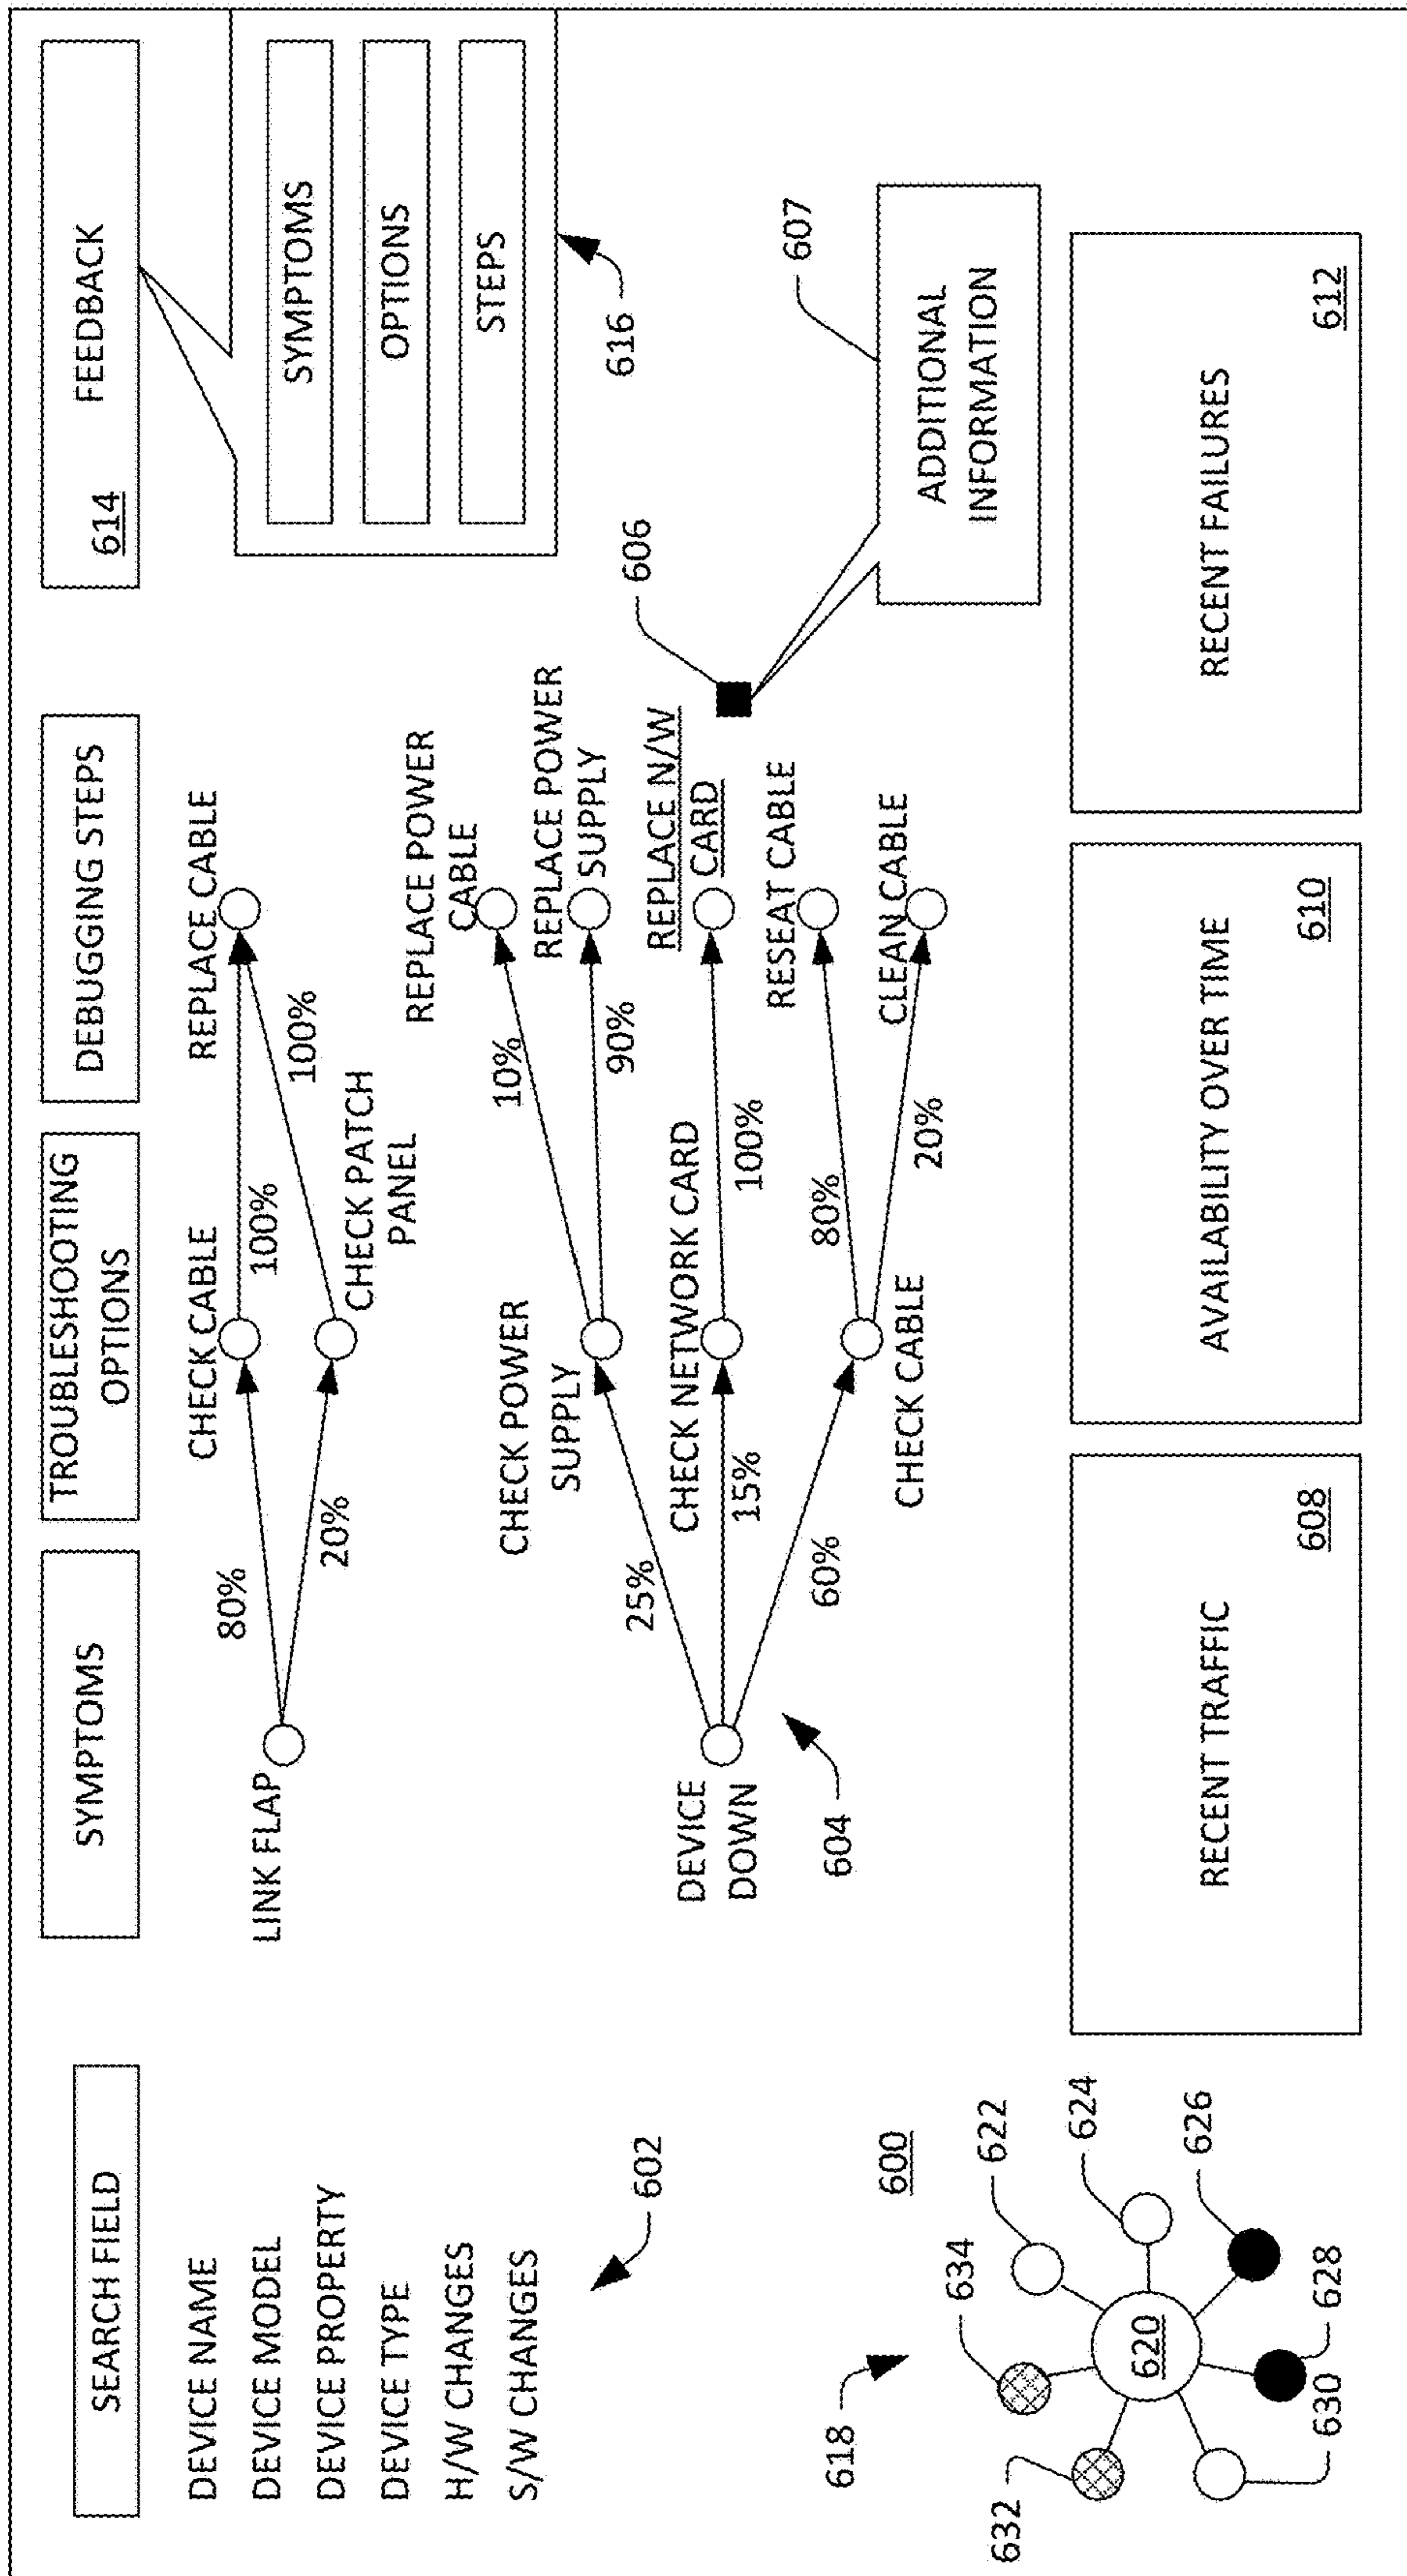 SEARCH FIELD
DEVICE NAME
DEVICE MODEL
DEVICE PROPERTY
DEVICE TYPE
H/W CHANGES
S/W CHANGES
602
SYMPTOMS
TROUBLESHOOTING
OPTIONS
DEBUGGING STEPS
614
FEEDBACK
SYMPTOMS
OPTIONS
STEPS
616
LINK FLAP
80%
20%
CHECK CABLE
100%
CHECK PATCH
PANEL
100%
REPLACE CABLE
DEVICE
DOWN
604
25%
15%
60%
CHECK POWER
SUPPLY
10%
90%
REPLACE POWER
CABLE
REPLACE POWER
SUPPLY
CHECK NETWORK CARD
100%
REPLACE N/W
CARD
606
607
ADDITIONAL
INFORMATION
CHECK CABLE
80%
20%
RESEAT CABLE
CLEAN CABLE
600
618
620
622
624
626
628
630
632
634
RECENT TRAFFIC
608
AVAILABILITY OVER TIME
610
RECENT FAILURES
612